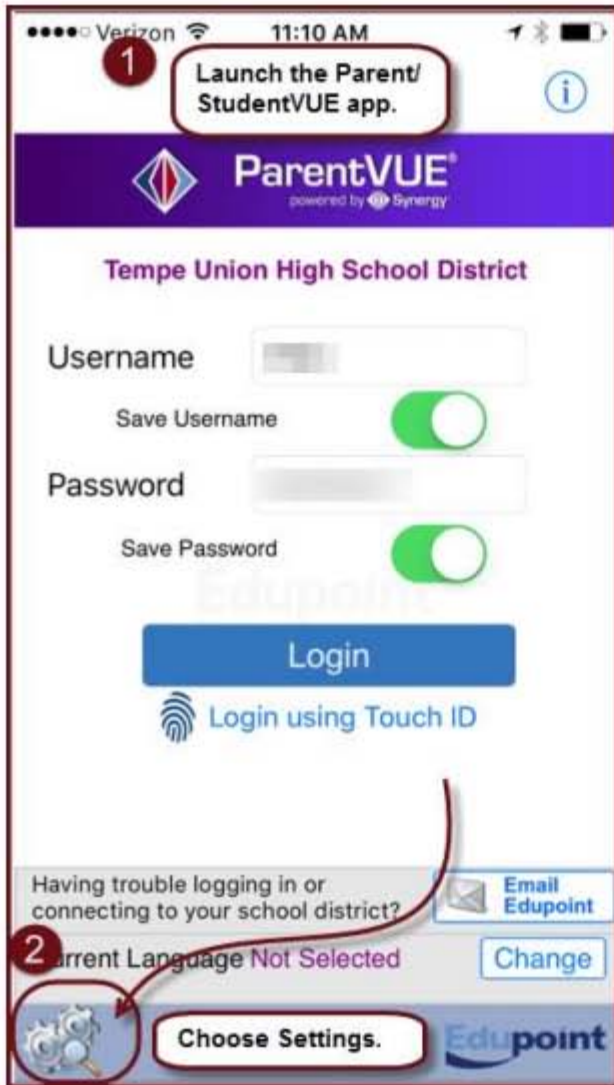 Verizon 11:10 AM
1
Launch the Parent/
StudentVUE app.
i
ParentVUE®
powered by Synergy
Tempe Union High School District
Username
Save Username
Password
Save Password
Edupoint
Login
Login using Touch ID
Having trouble logging in or
connecting to your school district?
Email
Edupoint
2
Current Language Not Selected
Change
Choose Settings.
Edupoint